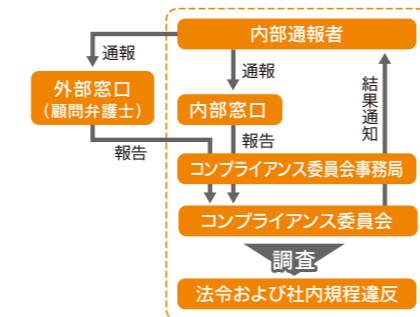 内部通報者
通報
通報
外部窓口
（顧問弁護士）
内部窓口
結果通知
報告
報告
コンプライアンス委員会事務局
コンプライアンス委員会
調査
法令および社内規程違反